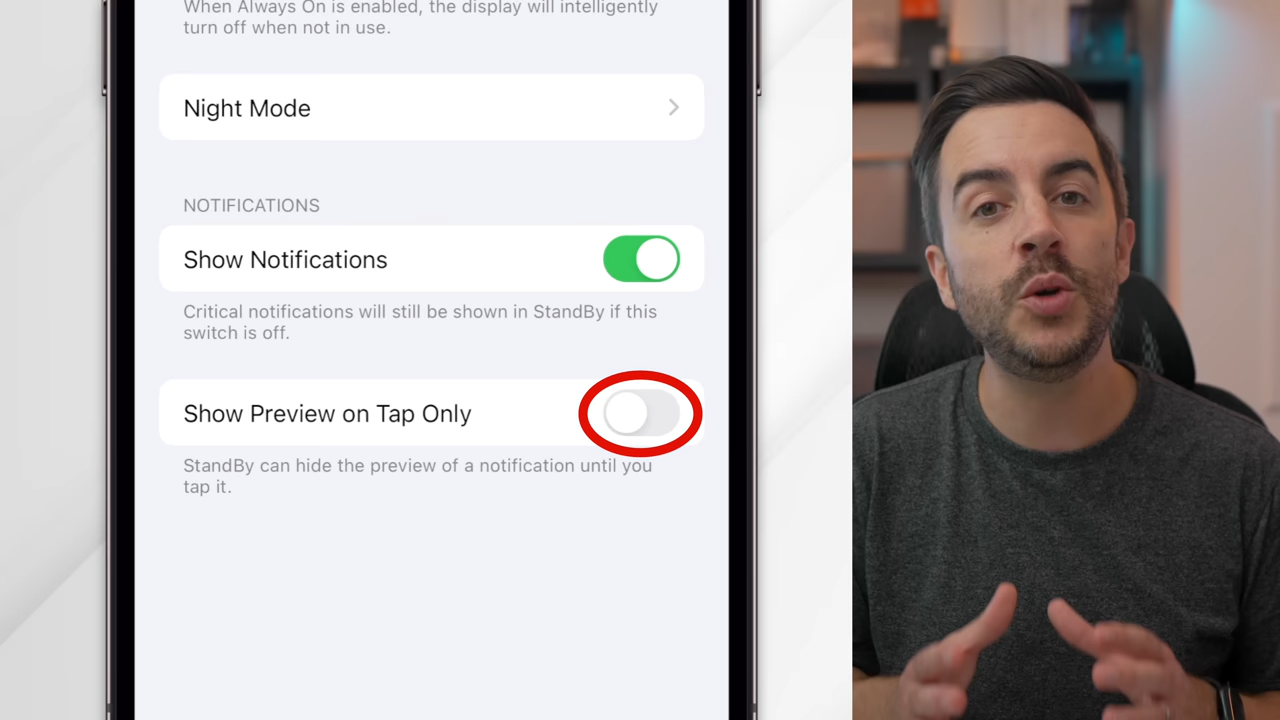 When Always On is enabled, the display will intelligently
turn off when not in use.
Night Mode
NOTIFICATIONS
Show Notifications
Critical notifications will still be shown in StandBy if this
switch is off.
Show Preview on Tap Only
StandBy can hide the preview of a notification until you
tap it.